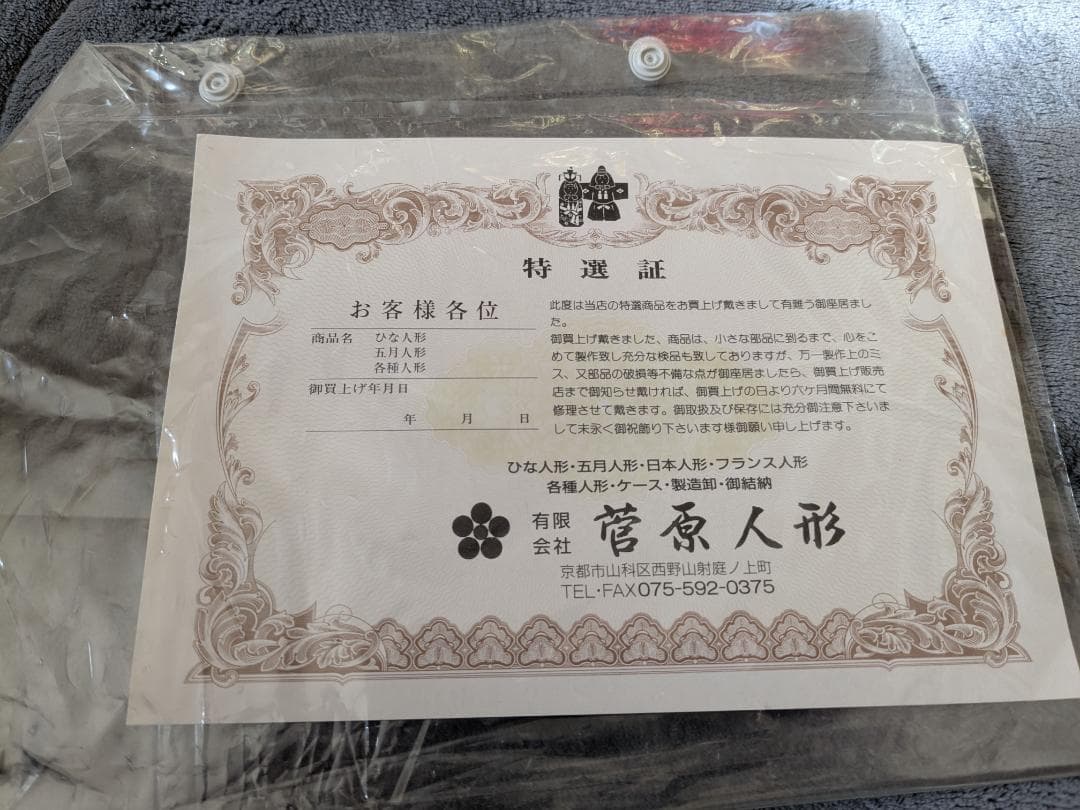 特選証
お客様各位
商品名 ひな人形
五月人形
各種人形
御買上げ年月日
年 月 日
此度は当店の特選商品をお買上げ戴きまして有難う御座居まし
た。
御買上げ戴きました、商品は、小さな部品に到るまで、心をこ
めて製作致し充分な検品も致しておりますが、万一製作上のミ
ス、又部品の破損等不備な点が御座居ましたら、御買上げ販売
店まで御知らせ戴ければ、御買上げの日より六ヶ月間無料にて
修理させて戴きます。御取扱及び保存には充分御注意下さいま
して末永く御祝飾り下さいます様御願い申し上げます。
ひな人形・五月人形・日本人形・フランス人形
各種人形・ケース・製造卸・御結納
有限会社 菅原人形
京都市山科区西野山射庭ノ上町
TEL・FAX075-592-0375